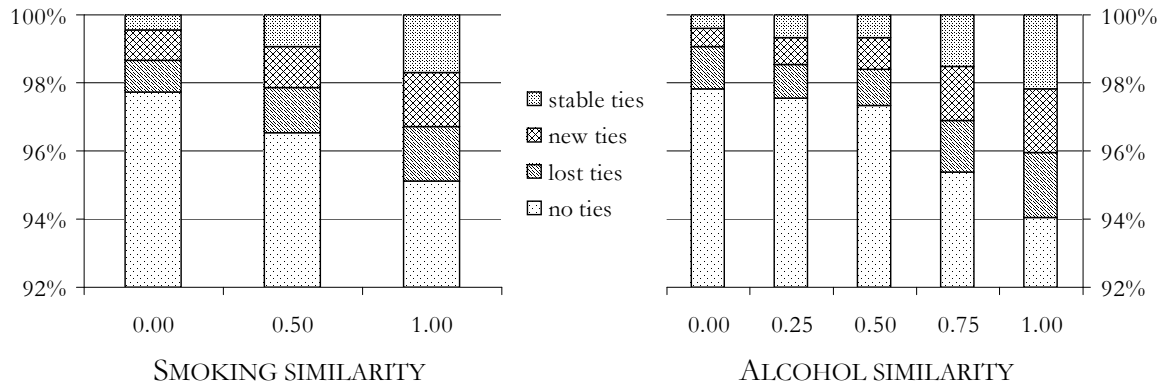 100%
98%
96%
94%
92%
0.00 0.50 1.00
SMOKING SIMILARITY
stable ties
new ties
lost ties
no ties
100%
98%
96%
94%
92%
0.00 0.25 0.50 0.75 1.00
ALCOHOL SIMILARITY